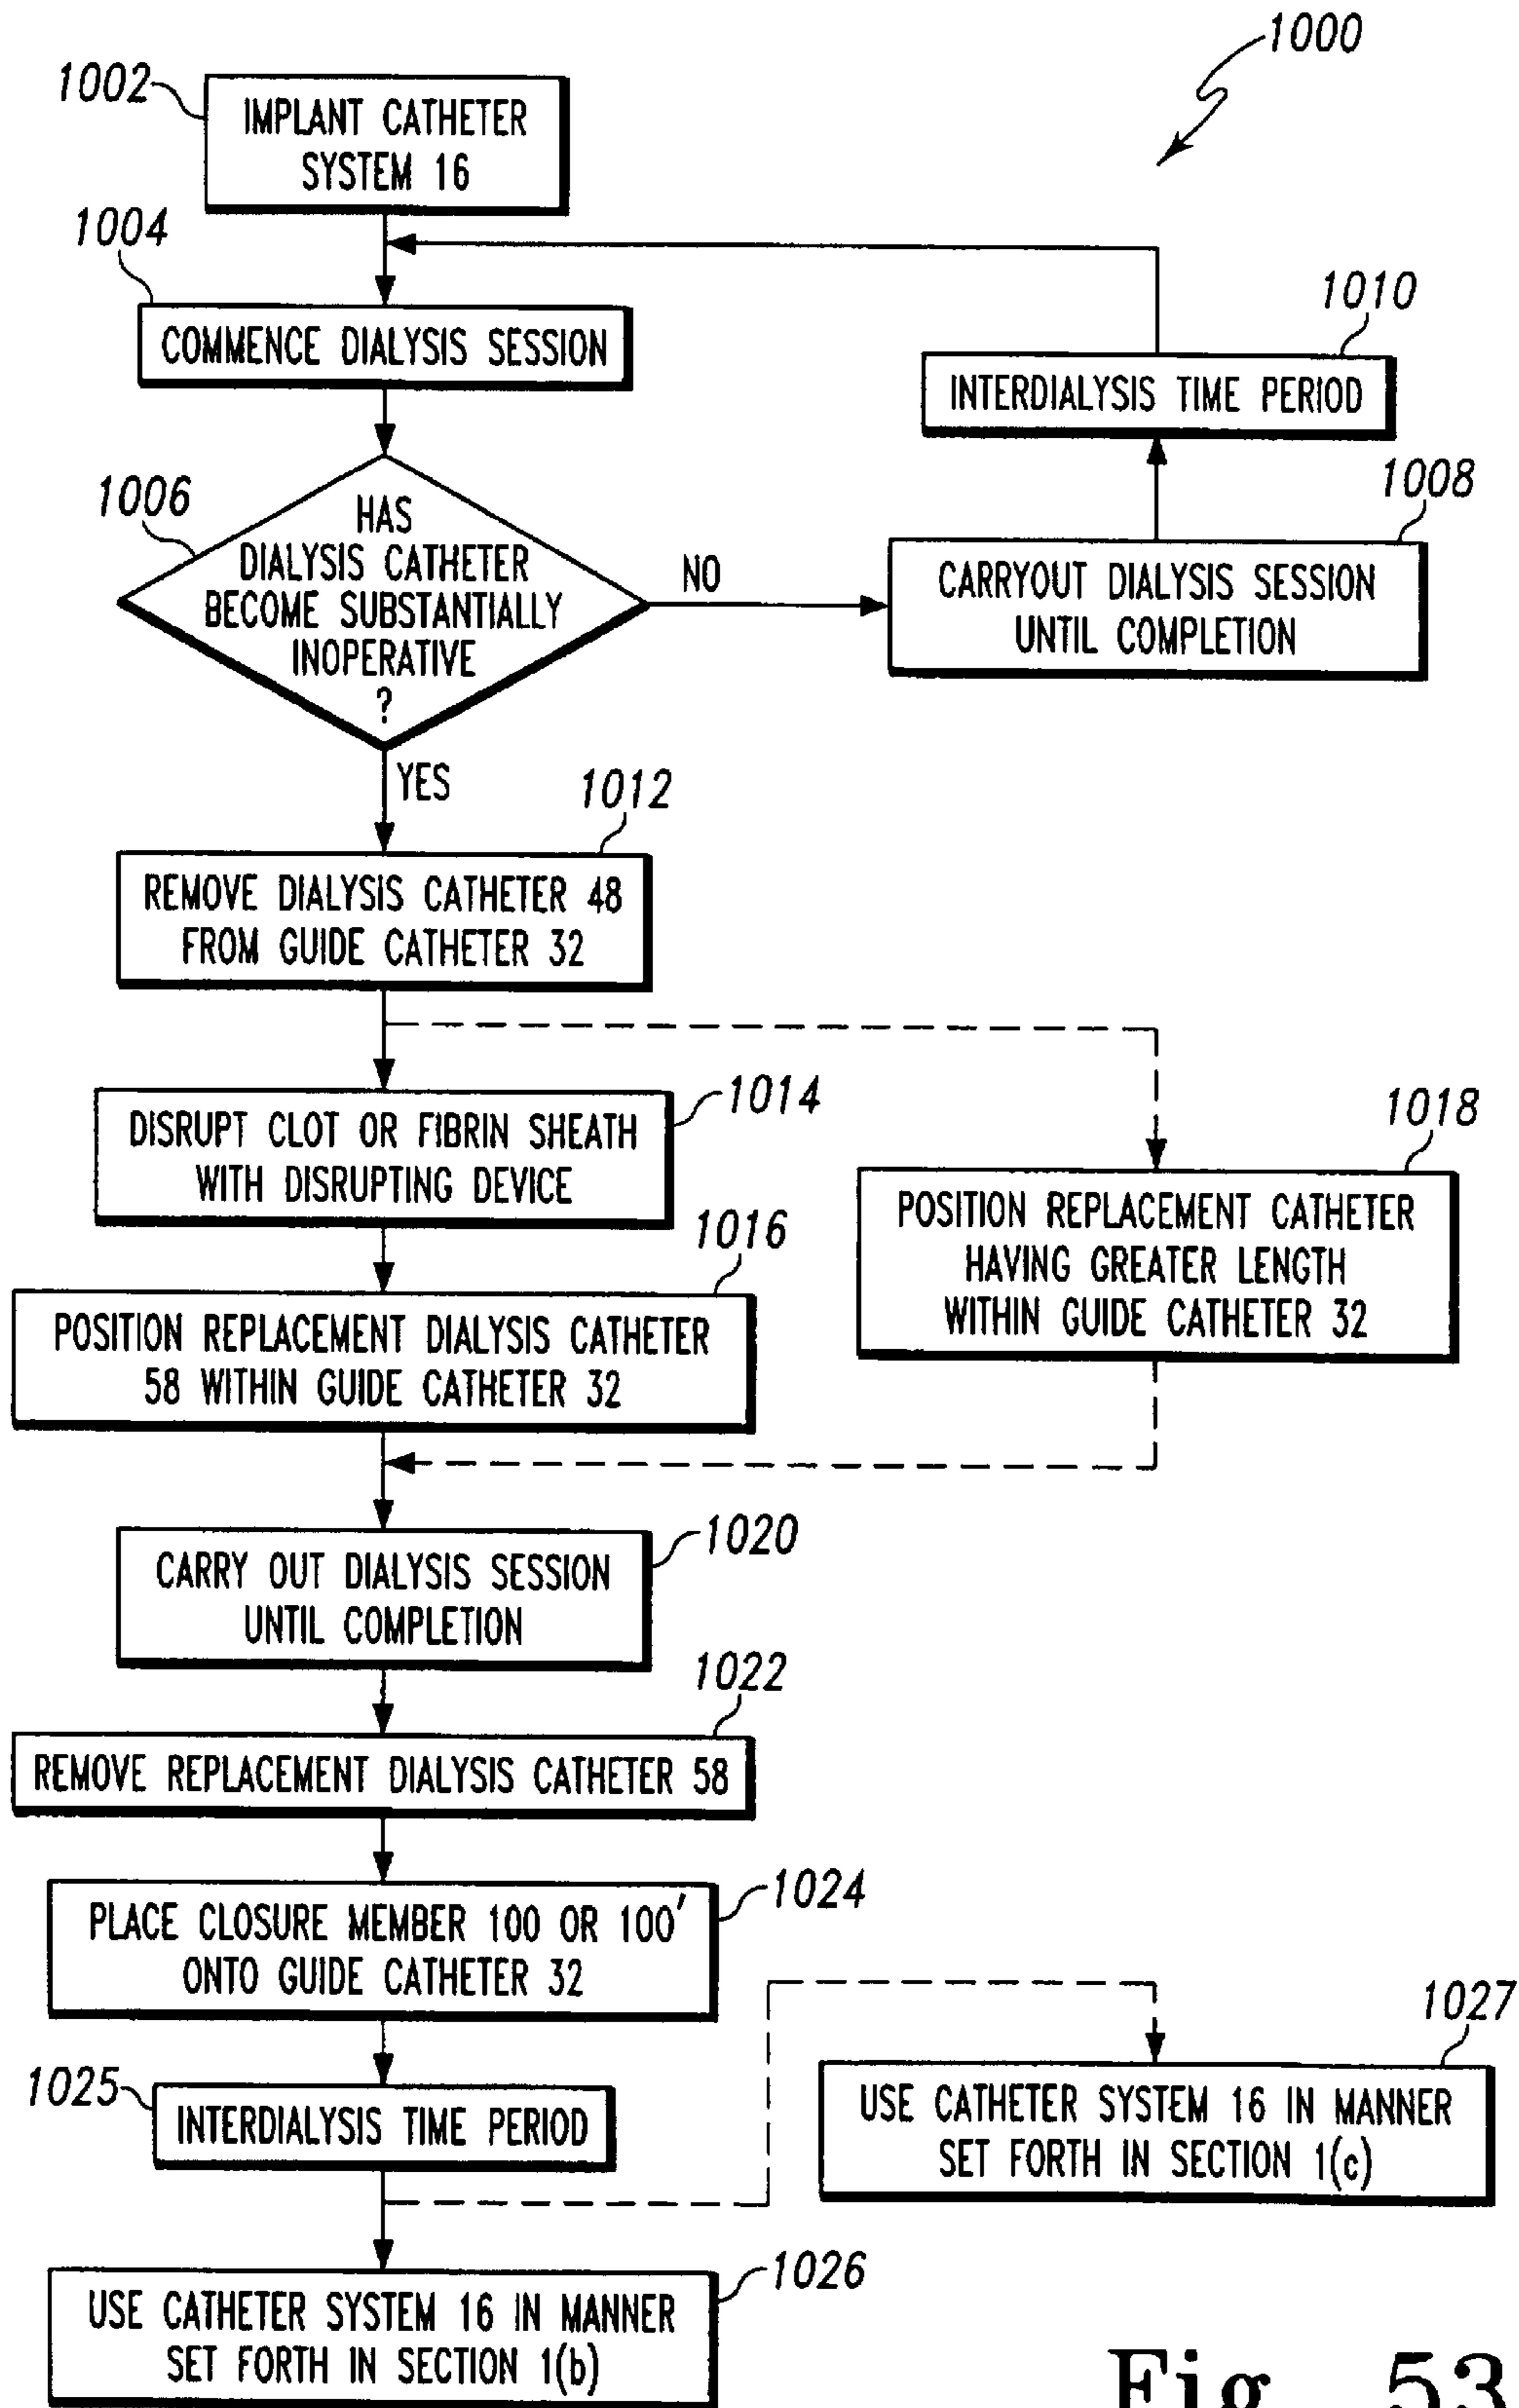 1000
1002
IMPLANT CATHETER
SYSTEM 16
1004
COMMENCE DIALYSIS SESSION
1010
INTERDIALYSIS TIME PERIOD
1006
HAS
DIALYSIS CATHETER
BECOME SUBSTANTIALLY
INOPERATIVE
?
NO
1008
CARRYOUT DIALYSIS SESSION
UNTIL COMPLETION
YES
1012
REMOVE DIALYSIS CATHETER 48
FROM GUIDE CATHETER 32
1014
DISRUPT CLOT OR FIBRIN SHEATH
WITH DISRUPTING DEVICE
1018
POSITION REPLACEMENT CATHETER
HAVING GREATER LENGTH
WITHIN GUIDE CATHETER 32
1016
POSITION REPLACEMENT DIALYSIS CATHETER
58 WITHIN GUIDE CATHETER 32
1020
CARRY OUT DIALYSIS SESSION
UNTIL COMPLETION
1022
REMOVE REPLACEMENT DIALYSIS CATHETER 58
1024
PLACE CLOSURE MEMBER 100 OR 100'
ONTO GUIDE CATHETER 32
1025
INTERDIALYSIS TIME PERIOD
1027
USE CATHETER SYSTEM 16 IN MANNER
SET FORTH IN SECTION 1(c)
1026
USE CATHETER SYSTEM 16 IN MANNER
SET FORTH IN SECTION 1(b)
Fig. 53